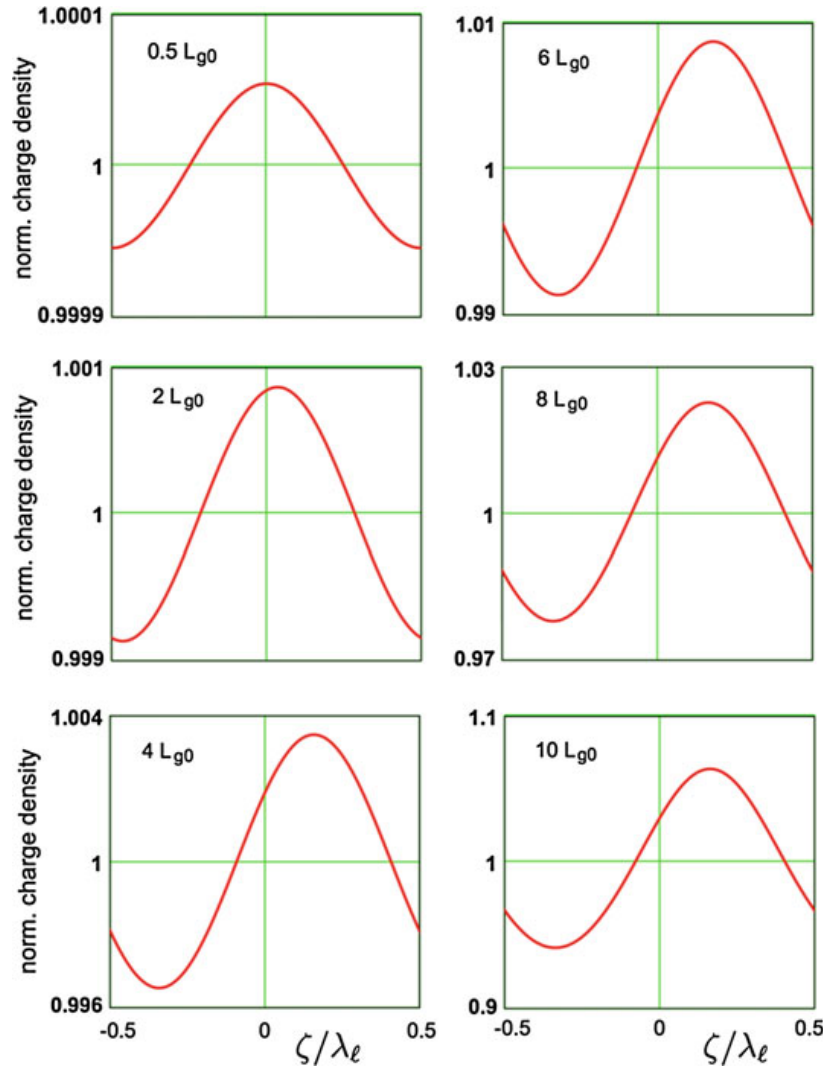 1.0001
0.5 Lg0
1
0.9999
norm. charge density
1.01
6 Lg0
1
0.99
1.001
2 Lg0
1
0.999
norm. charge density
1.03
8 Lg0
1
0.97
1.004
4 Lg0
1
0.996
norm. charge density
-0.5
0
ζ/λℓ
0.5
1.1
10 Lg0
1
0.9
-0.5
0
ζ/λℓ
0.5